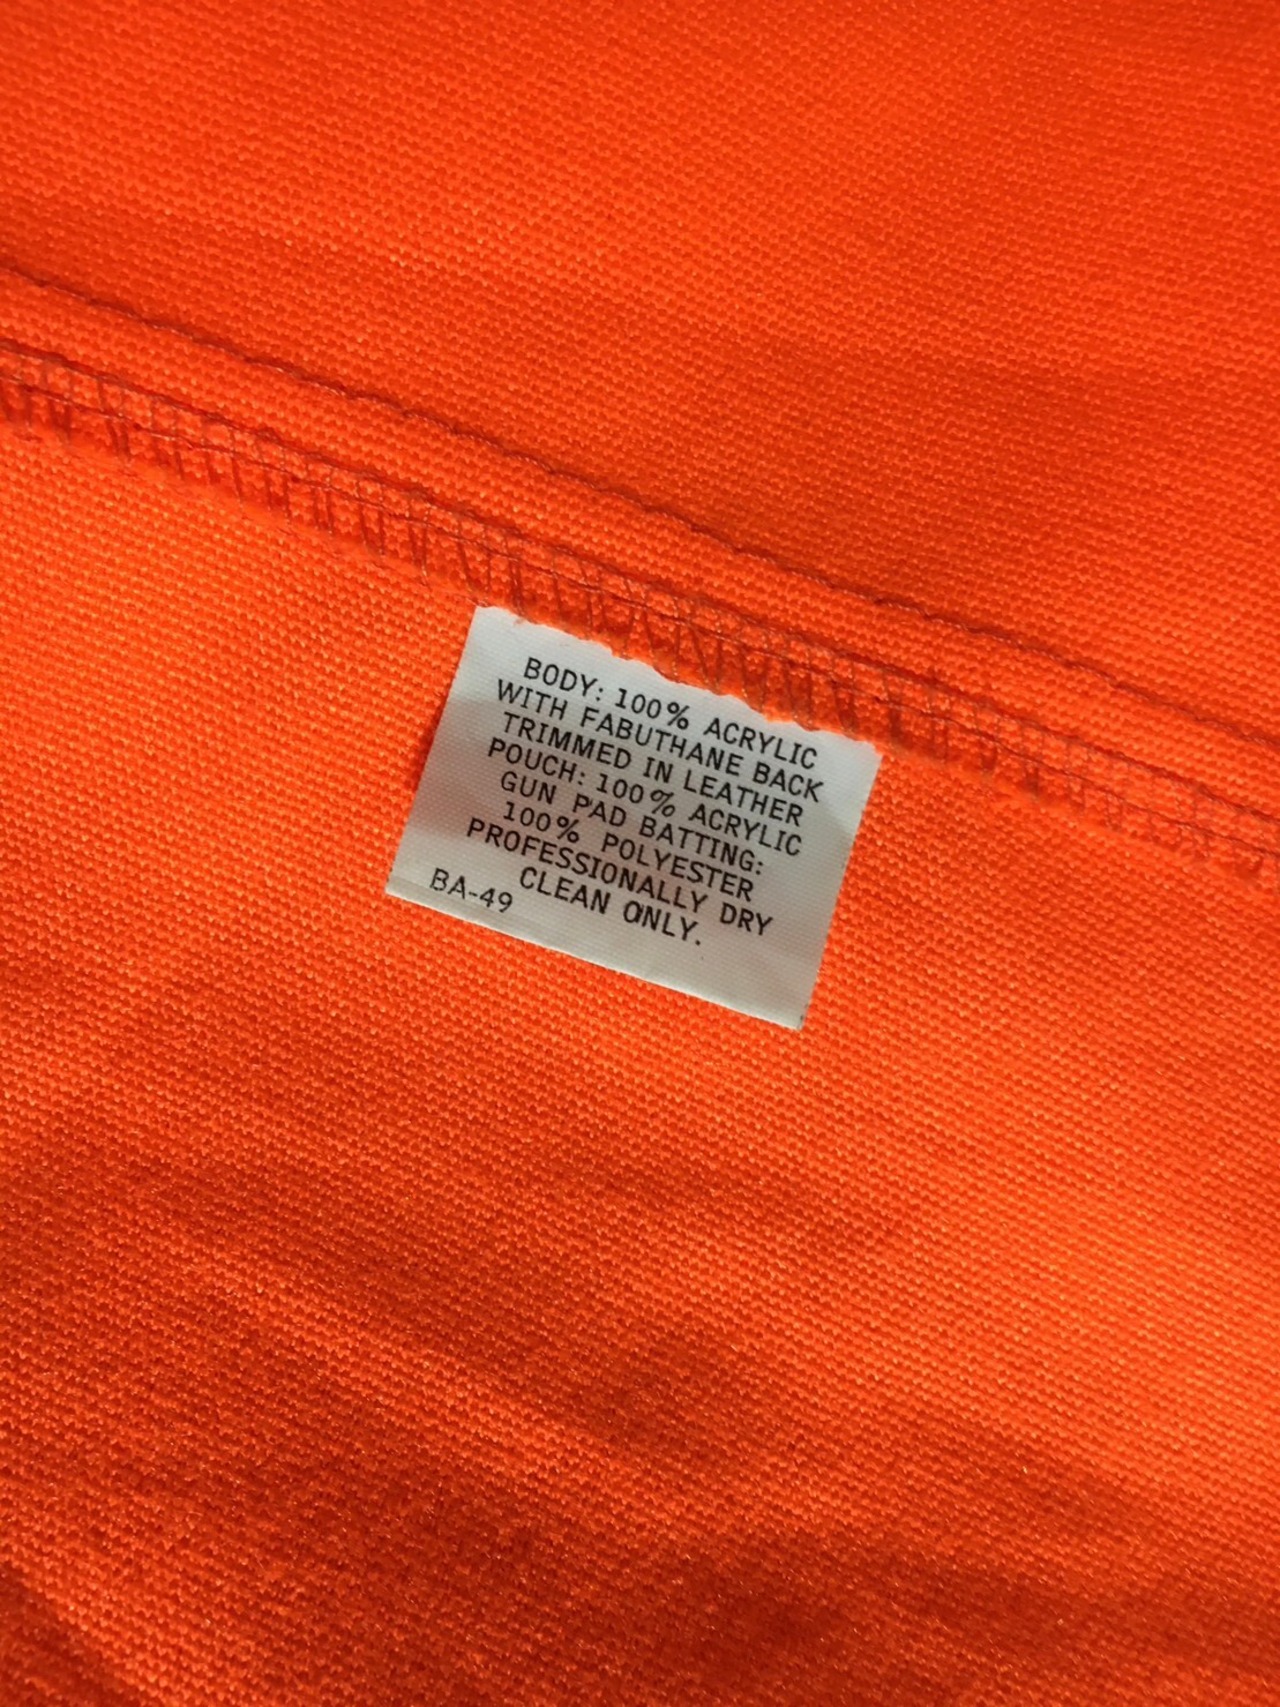 BODY: 100% ACRYLIC
WITH FABUTHANE BACK
TRIMMED IN LEATHER
POUCH: 100% ACRYLIC
GUN PAD BATTING:
100% POLYESTER
PROFESSIONALLY DRY
CLEAN ONLY.
BA-49